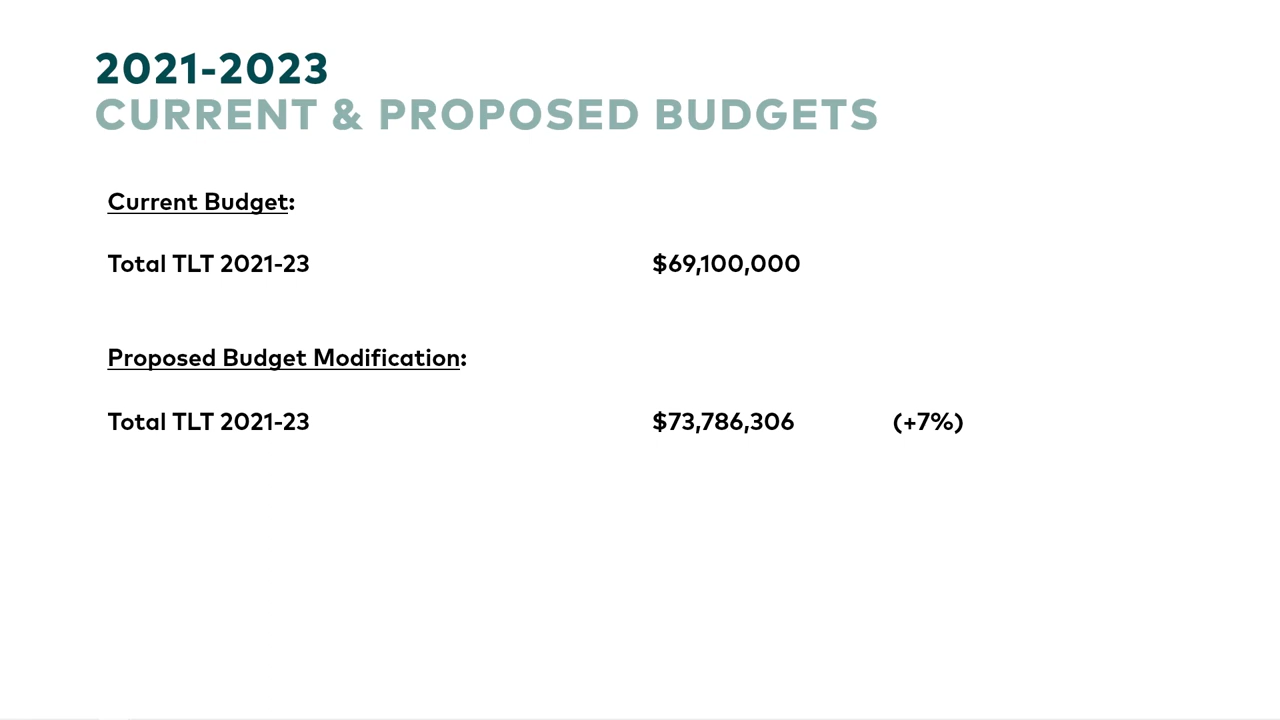 2021-2023
CURRENT & PROPOSED BUDGETS
Current Budget:
Total TLT 2021-23 $69,100,000
Proposed Budget Modification:
Total TLT 2021-23 $73,786,306 (+7%)